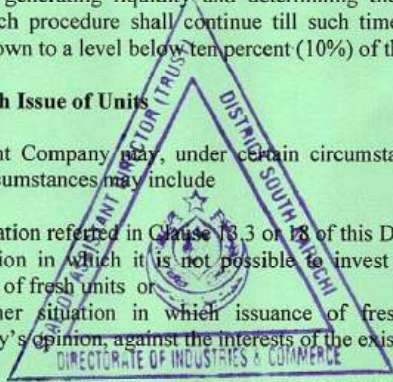 generating liquidity and determining the
ch procedure shall continue till such time
own to a level below ten percent (10%) of th
h Issue of Units
nt Company may, under certain circumsta
cumstances may include
ation referred in Clause 13.3 or 18 of this D
ion in which it is not possible to invest
of fresh units or
er situation in which issuance of fres
y's opinion, against the interests of the exis
ASSISTANT DIRECTOR (TRUST)
DISTRICT SOUTH KARACHI
DIRECTORATE OF INDUSTRIES & COMMERCE